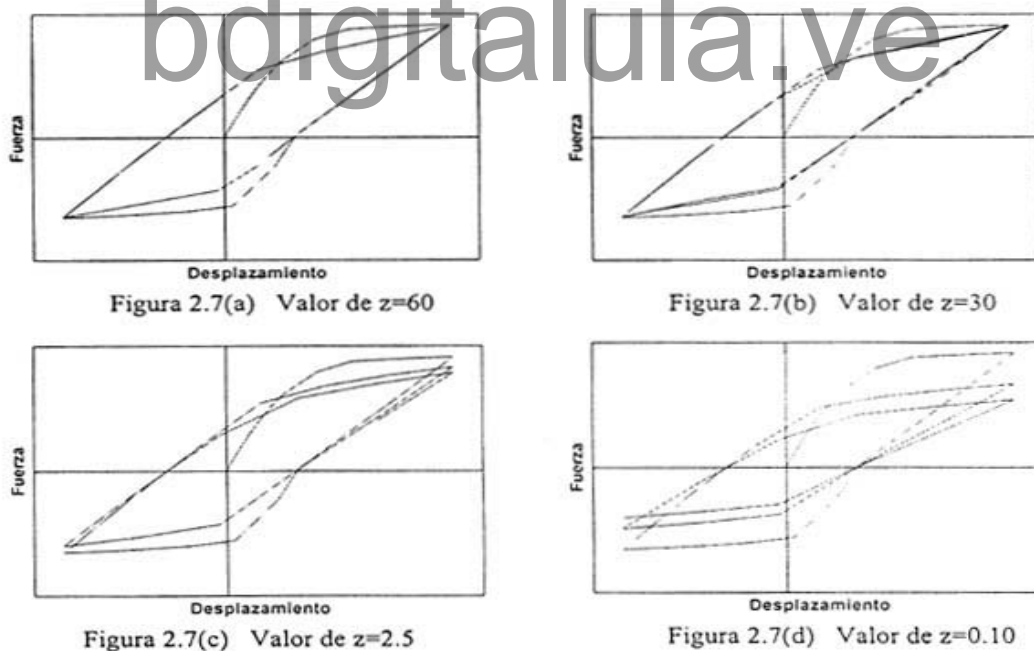 bdigitalula.ve
Fuerza
Desplazamiento
Figura 2.7(a) Valor de z=60
Fuerza
Desplazamiento
Figura 2.7(b) Valor de z=30
Fuerza
Desplazamiento
Figura 2.7(c) Valor de z=2.5
Fuerza
Desplazamiento
Figura 2.7(d) Valor de z=0.10